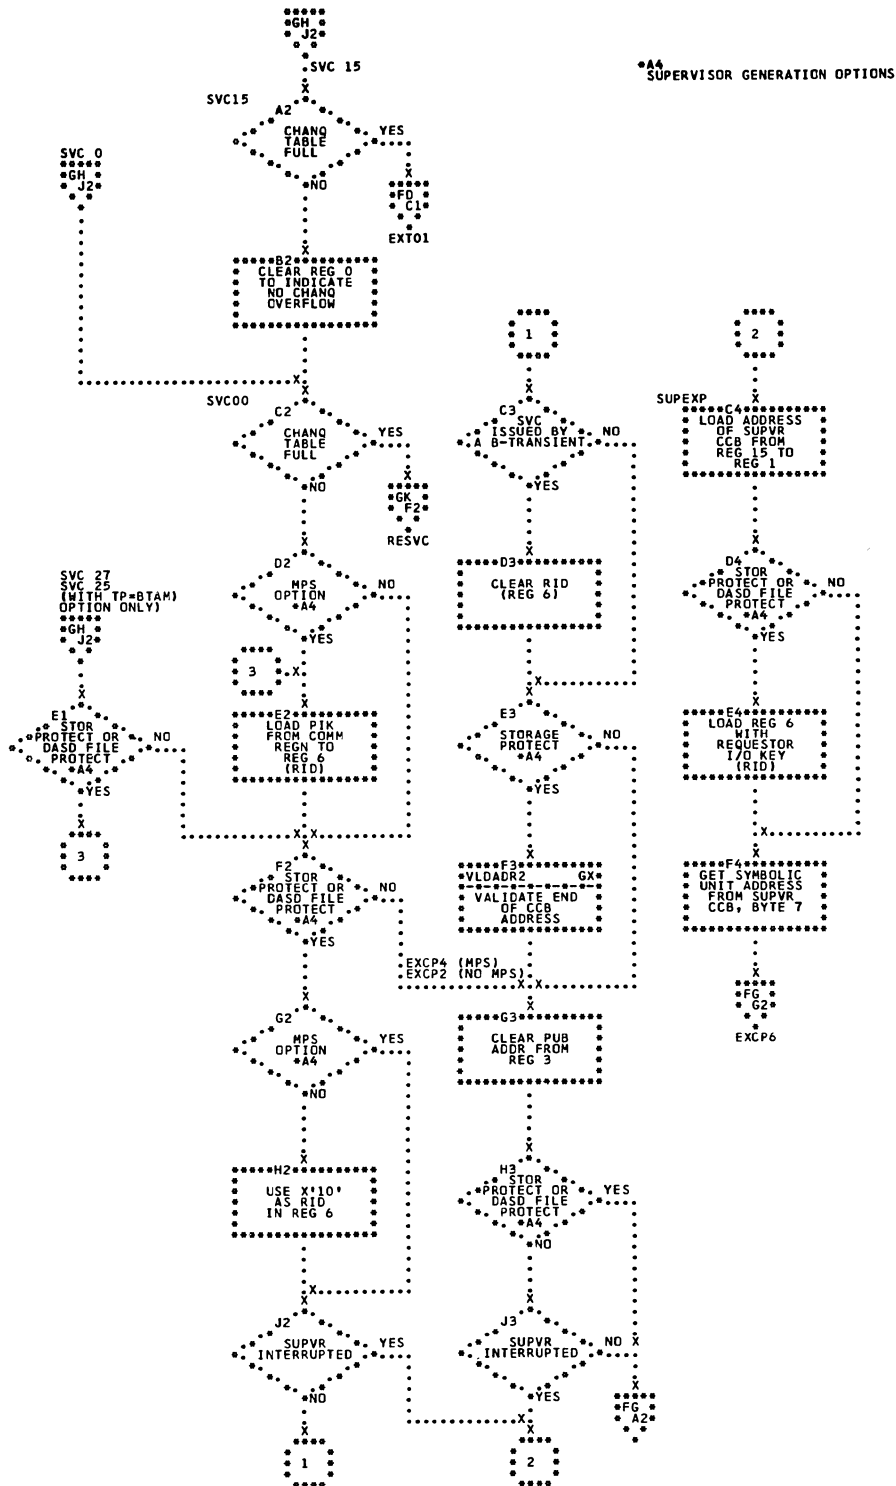 GH
J2
SVC 15
*A4
SUPERVISOR GENERATION OPTIONS
SVC15
A2
CHANQ
TABLE
FULL
YES
NO
SVC 0
GH
J2
FD
C1
EXT01
B2
CLEAR REG 0
TO INDICATE
NO CHANQ
OVERFLOW
1
2
SVC00
C2
CHANQ
TABLE
FULL
YES
NO
GK
F2
RESVC
C3
SVC
ISSUED BY
A B-TRANSIENT
NO
YES
SUPEXP
C4
LOAD ADDRESS
OF SUPVR
CCB FROM
REG 15 TO
REG 1
SVC 27
SVC 25
(WITH TP=BTAM)
OPTION ONLY)
GH
J2
D2
MPS
OPTION
*A4
NO
YES
D3
CLEAR RID
(REG 6)
D4
STOR
PROTECT OR
DASD FILE
PROTECT
*A4
NO
YES
3
E1
STOR
PROTECT OR
DASD FILE
PROTECT
*A4
NO
YES
3
E2
LOAD PIK
FROM COMM
REGN TO
REG 6
(RID)
E3
STORAGE
PROTECT
*A4
NO
YES
E4
LOAD REG 6
WITH
REQUESTOR
I/O KEY
(RID)
F2
STOR
PROTECT OR
DASD FILE
PROTECT
*A4
NO
YES
F3
VLDADR2 GX
VALIDATE END
OF CCB
ADDRESS
F4
GET SYMBOLIC
UNIT ADDRESS
FROM SUPVR
CCB, BYTE 7
EXCP4 (MPS)
EXCP2 (NO MPS)
FG
G2
EXCP6
G2
MPS
OPTION
*A4
YES
NO
G3
CLEAR PUB
ADDR FROM
REG 3
H2
USE X'10'
AS RID
IN REG 6
H3
STOR
PROTECT OR
DASD FILE
PROTECT
*A4
YES
NO
J2
SUPVR
INTERRUPTED
YES
NO
J3
SUPVR
INTERRUPTED
NO
YES
FG
A2
1
2